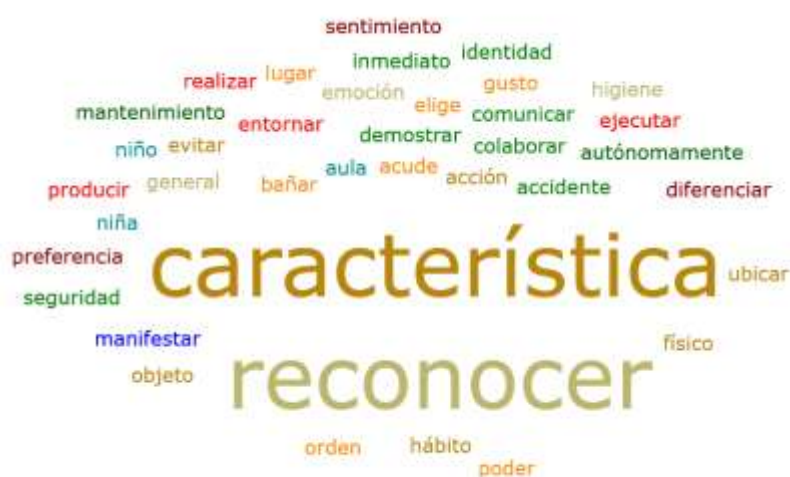 sentimiento
inmediato identidad
realizar lugar emoción gusto higiene
mantenimiento entornar elige comunicar ejecutar
niño evitar demostrar colaborar autónomamente
producir general bañar aula acude acción accidente diferenciar
niña
preferencia característica ubicar
seguridad
manifestar físico
objeto reconocer
orden hábito
poder